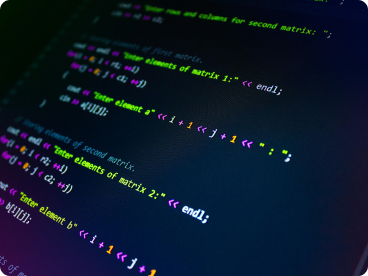 cout << "Enter rows and columns for second matrix: ";
cin >> r2 >> c2;
// Storing elements of first matrix.
cout << endl << "Enter elements of matrix 1:" << endl;
for(i = 0; i < r1; ++i)
for(j = 0; j < c1; ++j)
{
cout << "Enter element a" << i + 1 << j + 1 << " : ";
cin >> a[i][j];
}
// Storing elements of second matrix.
cout << endl << "Enter elements of matrix 2:" << endl;
for(i = 0; i < r2; ++i)
for(j = 0; j < c2; ++j)
cout << "Enter element b" << i + 1 << j + 1
>> b[i][j];